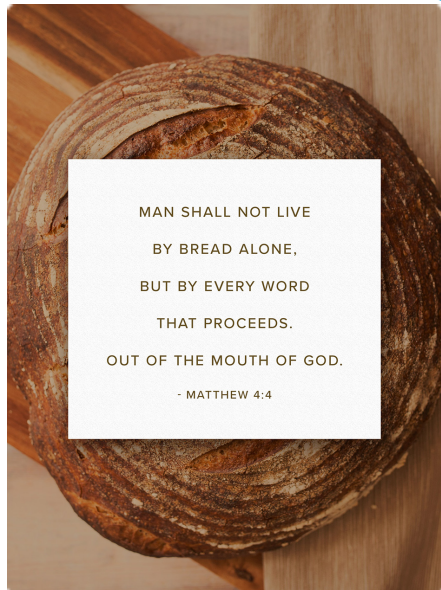 MAN SHALL NOT LIVE
BY BREAD ALONE,
BUT BY EVERY WORD
THAT PROCEEDS.
OUT OF THE MOUTH OF GOD.
- MATTHEW 4:4